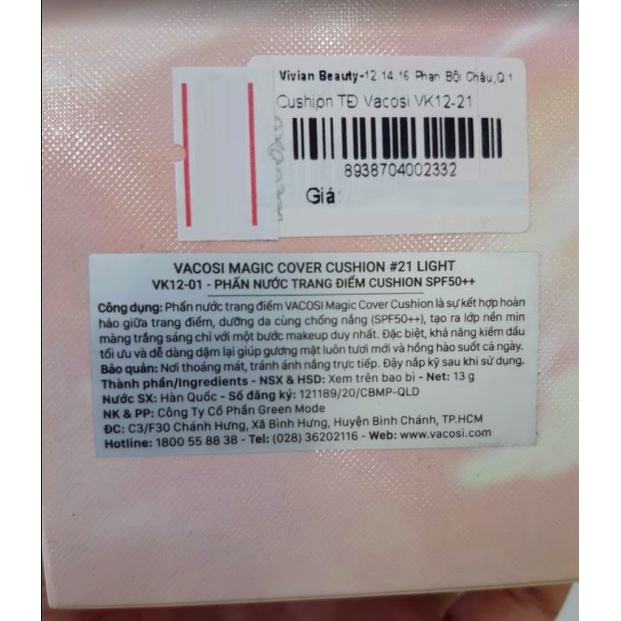 Vivian Beauty-12.14.16 Phan Bội Châu,Q.1
Cushion TĐ Vacosi VK12-21
8938704002332
Giá:
VACOSI MAGIC COVER CUSHION #21 LIGHT
VK12-01 - PHẤN NƯỚC TRANG ĐIỂM CUSHION SPF50++
Công dụng: Phấn nước trang điểm VACOSI Magic Cover Cushion là sự kết hợp hoàn
hảo giữa trang điểm, dưỡng da cùng chống nắng (SPF50++), tạo ra lớp nền mịn
màng trắng sáng chỉ với một bước makeup duy nhất. Đặc biệt, khả năng kiềm dầu
tối ưu và dễ dàng dặm lại giúp gương mặt luôn tươi mới và hồng hào suốt cả ngày.
Bảo quản: Nơi thoáng mát, tránh ánh nắng trực tiếp. Đậy nắp kỹ sau khi sử dụng.
Thành phần/Ingredients - NSX & HSD: Xem trên bao bì - Net: 13 g
Nước SX: Hàn Quốc - Số đăng ký: 121189/20/CBMP-QLD
NK & PP: Công Ty Cổ Phần Green Mode
ĐC: C3/F30 Chánh Hưng, Xã Bình Hưng, Huyện Bình Chánh, TP.HCM
Hotline: 1800 55 88 38 - Tel: (028) 36202116 - Web: www.vacosi.com